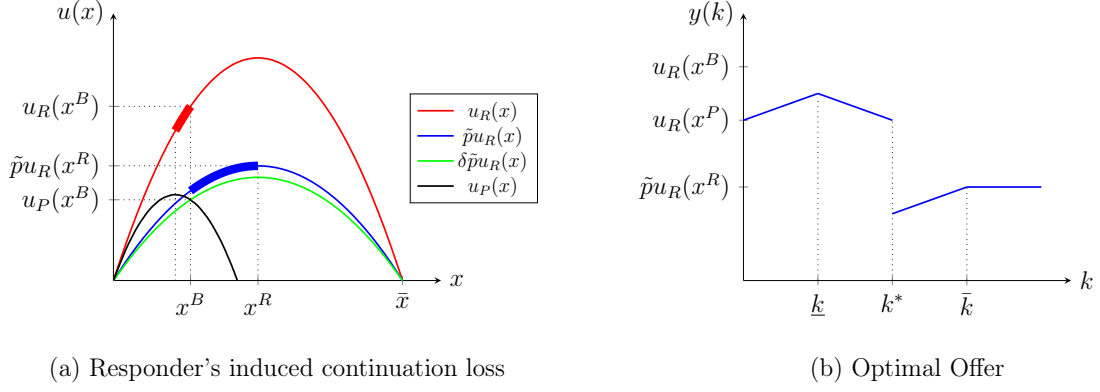 u(x)
u_R(x^B)
p̃u_R(x^R)
u_P(x^B)
x^B
x^R
x̄
x
u_R(x)
p̃u_R(x)
δp̃u_R(x)
u_P(x)
(a) Responder's induced continuation loss
y(k)
u_R(x^B)
u_R(x^P)
p̃u_R(x^R)
k̲
k*
k̄
k
(b) Optimal Offer